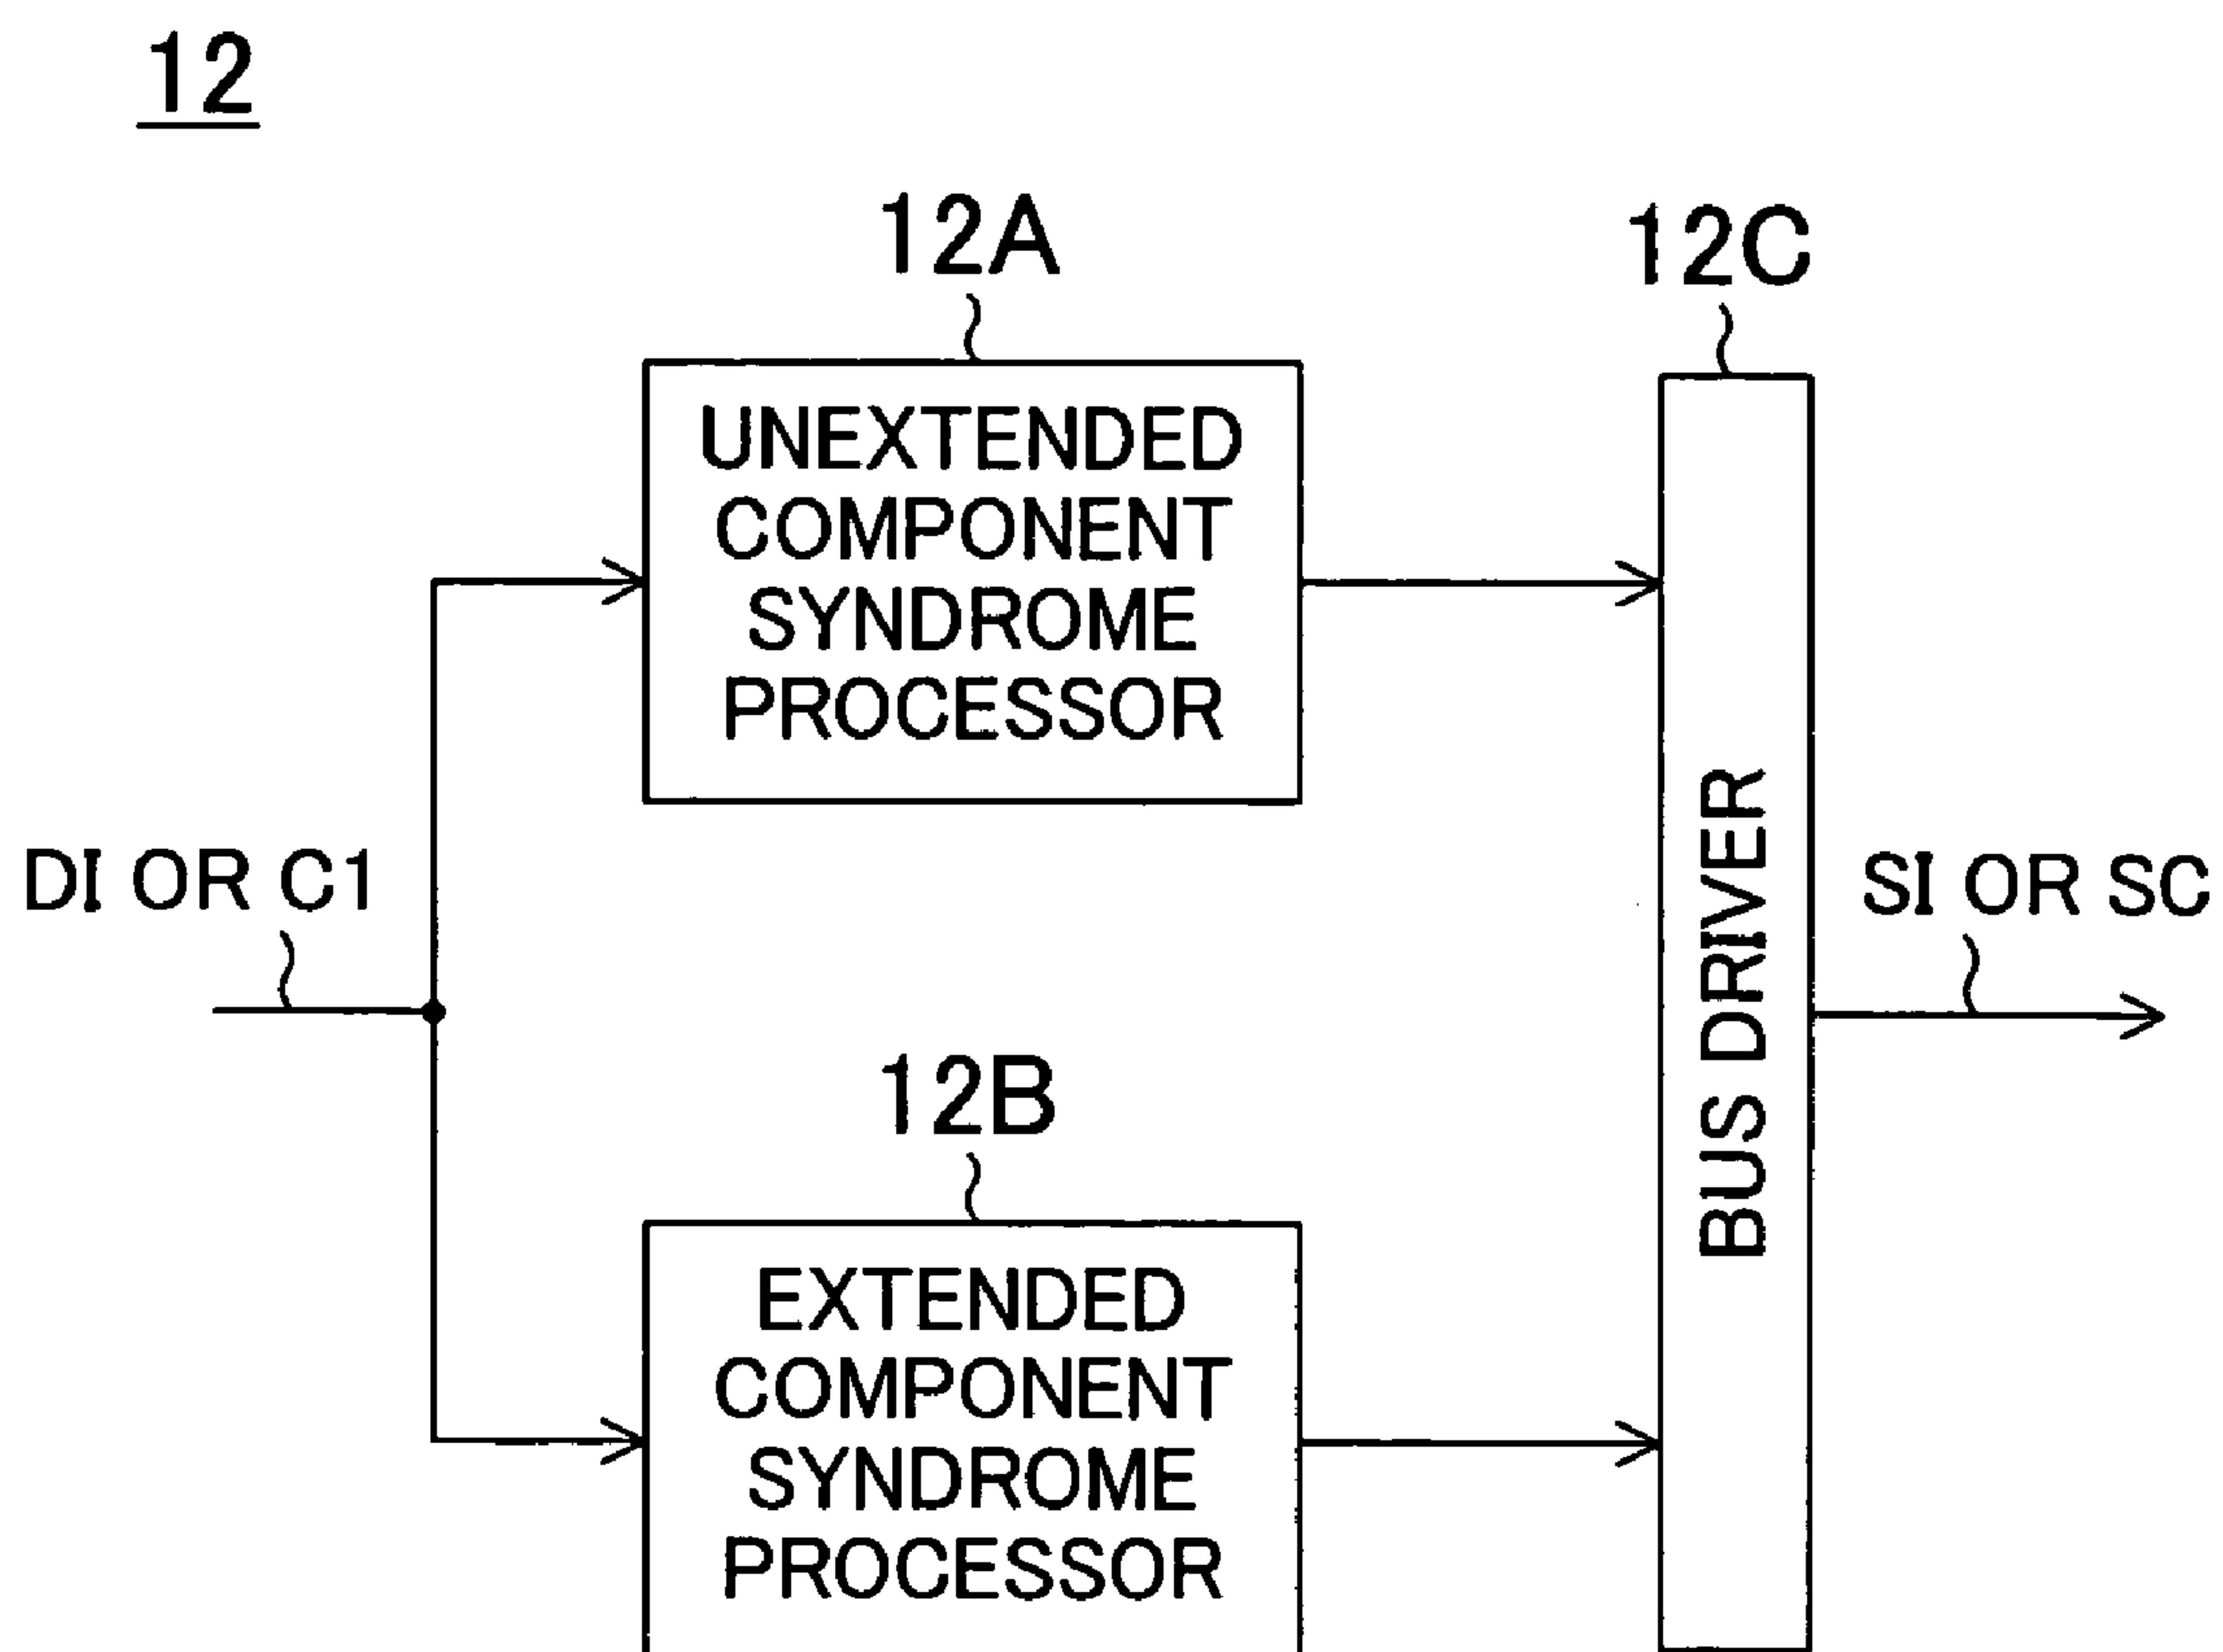 12
12A
12C
UNEXTENDED
COMPONENT
SYNDROME
PROCESSOR
DI OR C1
BUS DRIVER
SI OR SC
12B
EXTENDED
COMPONENT
SYNDROME
PROCESSOR